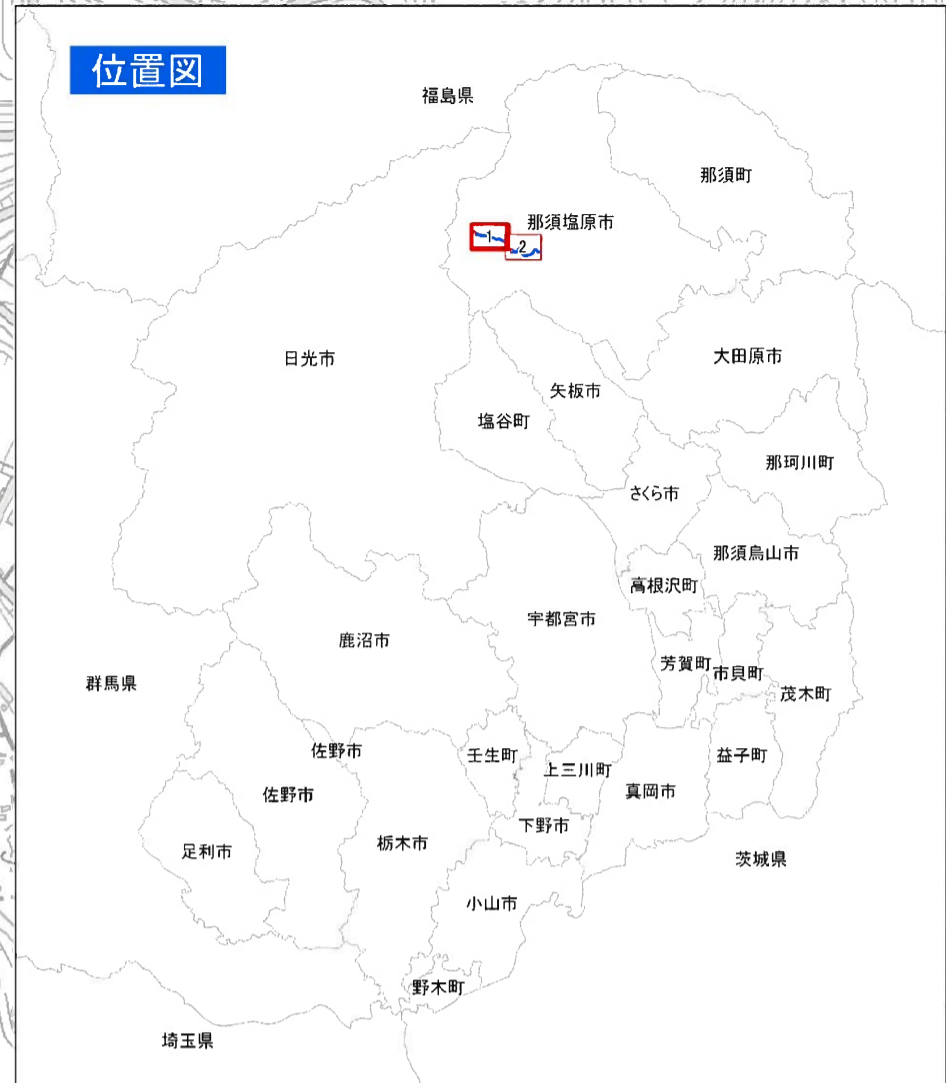 位置図
福島県
那須町
那須塩原市
1
2
日光市
大田原市
矢板市
塩谷町
那珂川町
さくら市
那須烏山市
高根沢町
宇都宮市
鹿沼市
芳賀町
市貝町
群馬県
茂木町
佐野市
壬生町
益子町
上三川町
真岡市
佐野市
下野市
栃木市
足利市
茨城県
小山市
野木町
埼玉県